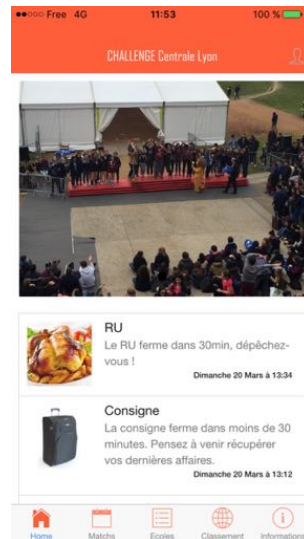 Free 4G 11:53 100 %
CHALLENGE Centrale Lyon
RU
Le RU ferme dans 30min, dépêchez-
vous !
Dimanche 20 Mars à 13:34
Consigne
La consigne ferme dans moins de 30
minutes. Pensez à venir récupérer
vos dernières affaires.
Dimanche 20 Mars à 13:12
Home Matchs Ecoles Classement Informations